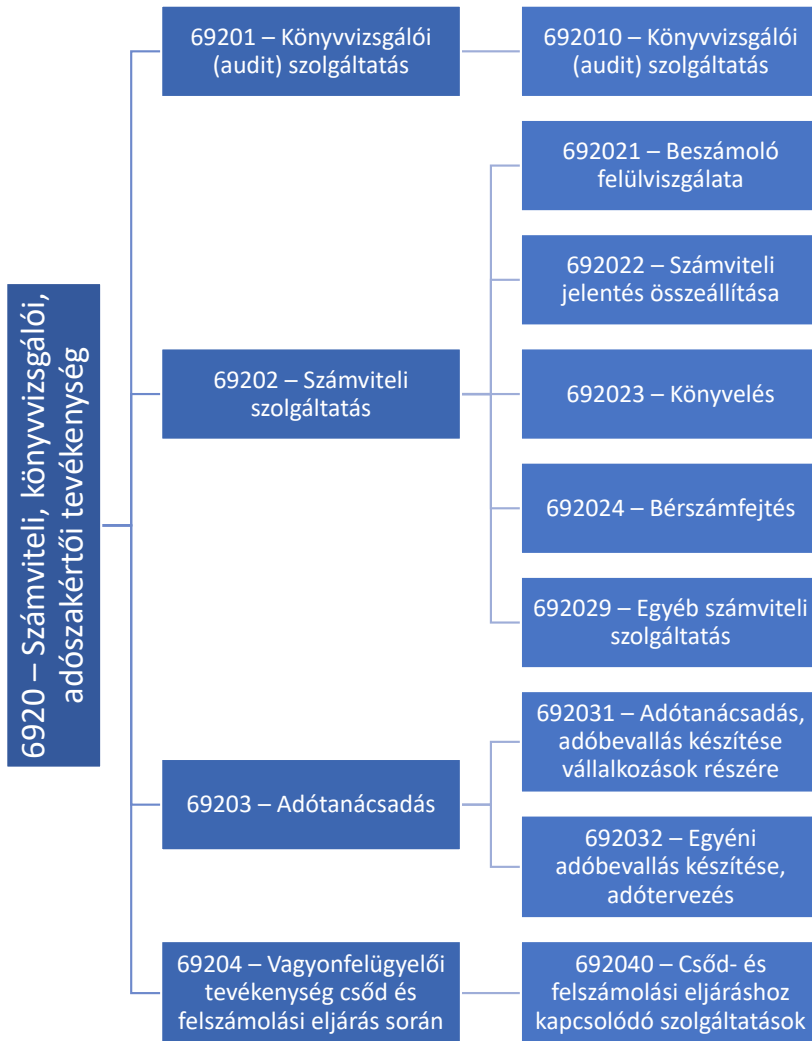 6920 – Számviteli, könyvvizsgálói,
adószakértői tevékenység
69201 – Könyvvizsgálói
(audit) szolgáltatás
692010 – Könyvvizsgálói
(audit) szolgáltatás
69202 – Számviteli
szolgáltatás
692021 – Beszámoló
felülviszgálata
692022 – Számviteli
jelentés összeállítása
692023 – Könyvelés
692024 – Bérszámfejtés
692029 – Egyéb számviteli
szolgáltatás
69203 – Adótanácsadás
692031 – Adótanácsadás,
adóbevallás készítése
vállalkozások részére
692032 – Egyéni
adóbevallás készítése,
adótervezés
69204 – Vagyonfelügyelői
tevékenység csőd és
felszámolási eljárás során
692040 – Csőd- és
felszámolási eljáráshoz
kapcsolódó szolgáltatások